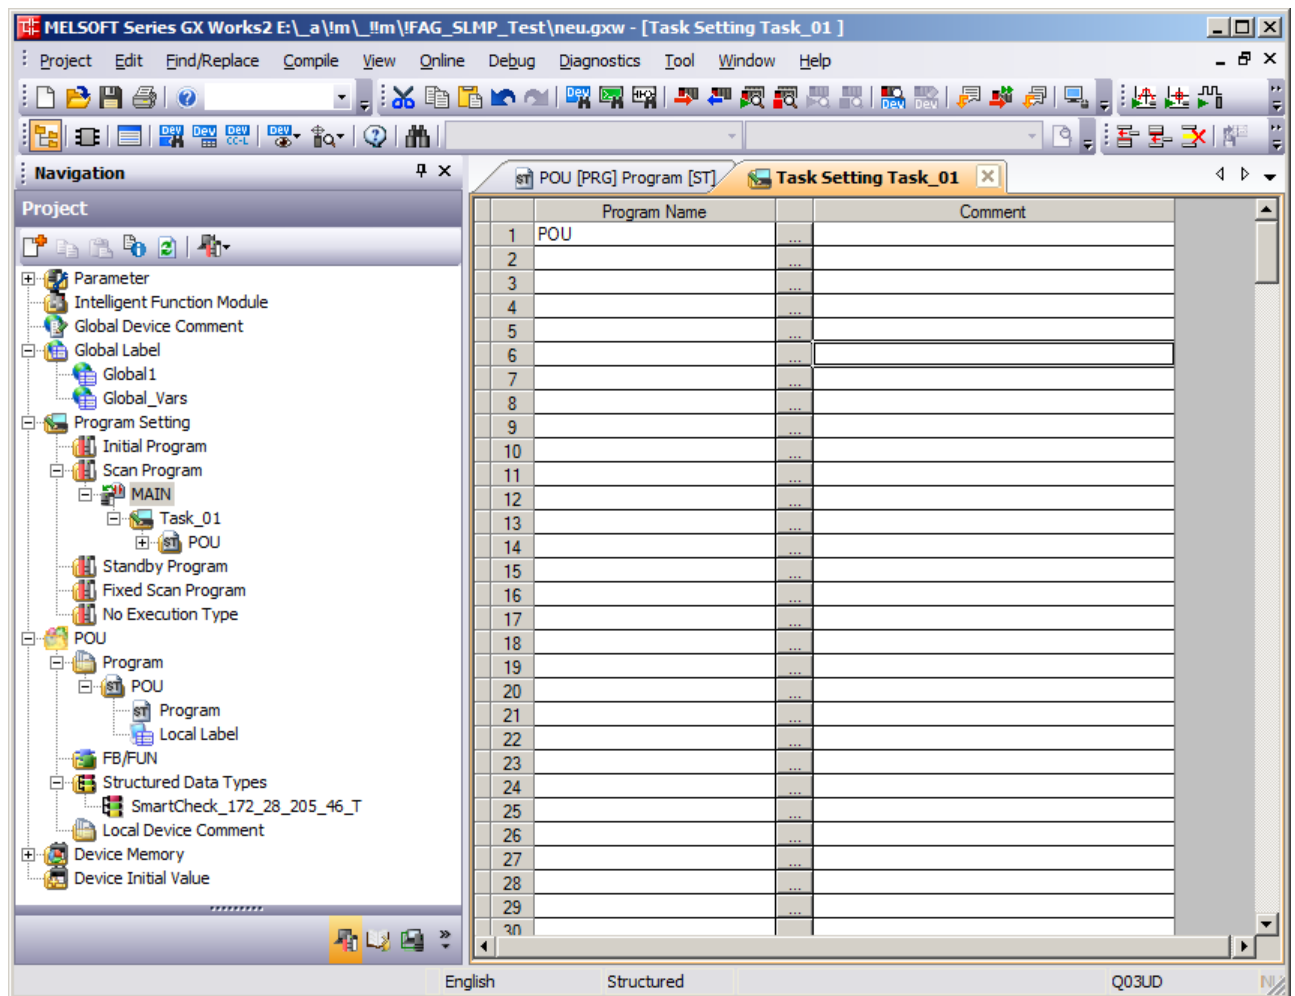 MELSOFT Series GX Works2 E:\_a\!m\_!!m\!FAG_SLMP_Test\neu.gxw - [Task Setting Task_01 ]
Project Edit Find/Replace Compile View Online Debug Diagnostics Tool Window Help
Navigation
POU [PRG] Program [ST]
Task Setting Task_01
Project
Program Name
Comment
1 POU ...
2 ...
3 ...
4 ...
5 ...
6 ...
7 ...
8 ...
9 ...
10 ...
11 ...
12 ...
13 ...
14 ...
15 ...
16 ...
17 ...
18 ...
19 ...
20 ...
21 ...
22 ...
23 ...
24 ...
25 ...
26 ...
27 ...
28 ...
29 ...
30
Parameter
Intelligent Function Module
Global Device Comment
Global Label
Global1
Global_Vars
Program Setting
Initial Program
Scan Program
MAIN
Task_01
ST POU
Standby Program
Fixed Scan Program
No Execution Type
POU
Program
ST POU
ST Program
Local Label
FB/FUN
Structured Data Types
SmartCheck_172_28_205_46_T
Local Device Comment
Device Memory
Device Initial Value
English
Structured
Q03UD